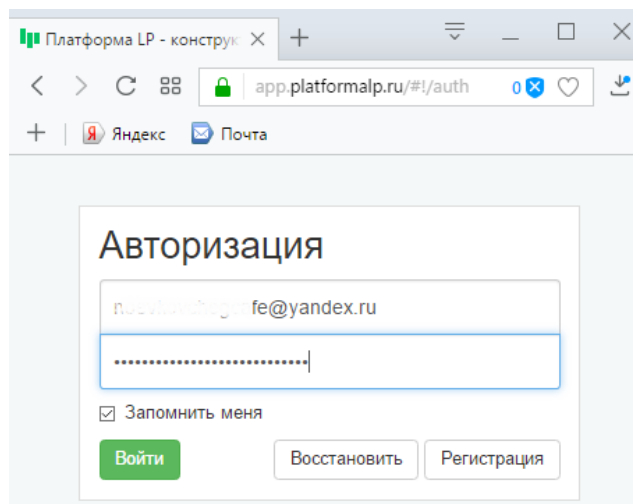 Платформа LP - конструк
app.platformalp.ru/#!/auth 0
Яндекс Почта
Авторизация
fe@yandex.ru
••••••••••••••••••••••••••••
Запомнить меня
Войти Восстановить Регистрация